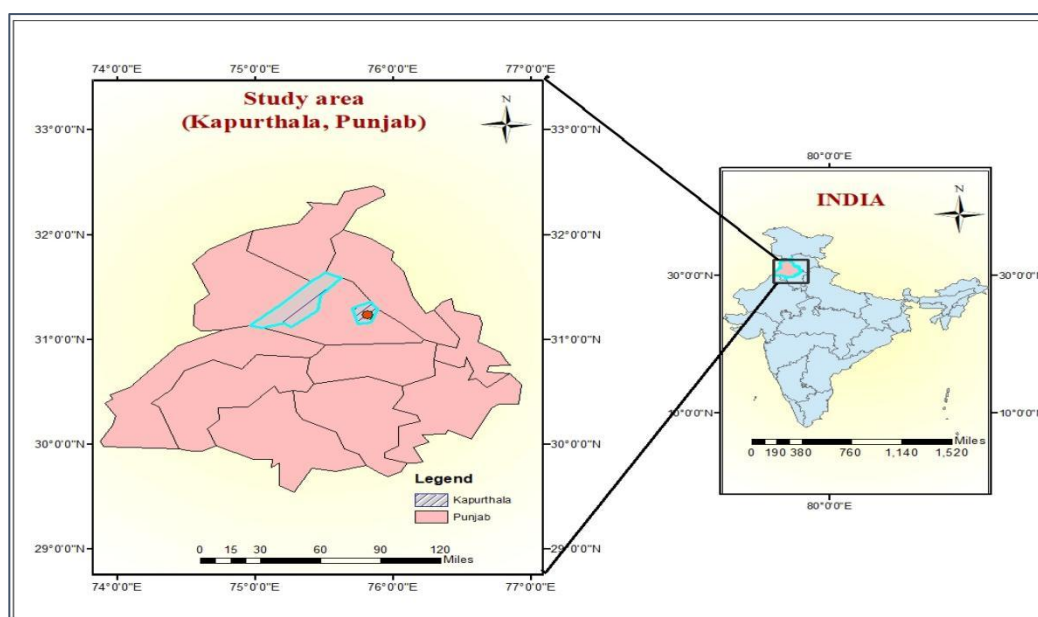 74°0'0"E 75°0'0"E 76°0'0"E 77°0'0"E
Study area
(Kapurthala, Punjab)
N
33°0'0"N 33°0'0"N
32°0'0"N 32°0'0"N
31°0'0"N 31°0'0"N
30°0'0"N 30°0'0"N
29°0'0"N 29°0'0"N
Legend
Kapurthala
Punjab
0 15 30 60 90 120
Miles
74°0'0"E 75°0'0"E 76°0'0"E 77°0'0"E
80°0'0"E
INDIA
N
30°0'0"N 30°0'0"N
10°0'0"N 10°0'0"N
Miles
0 190 380 760 1,140 1,520
80°0'0"E